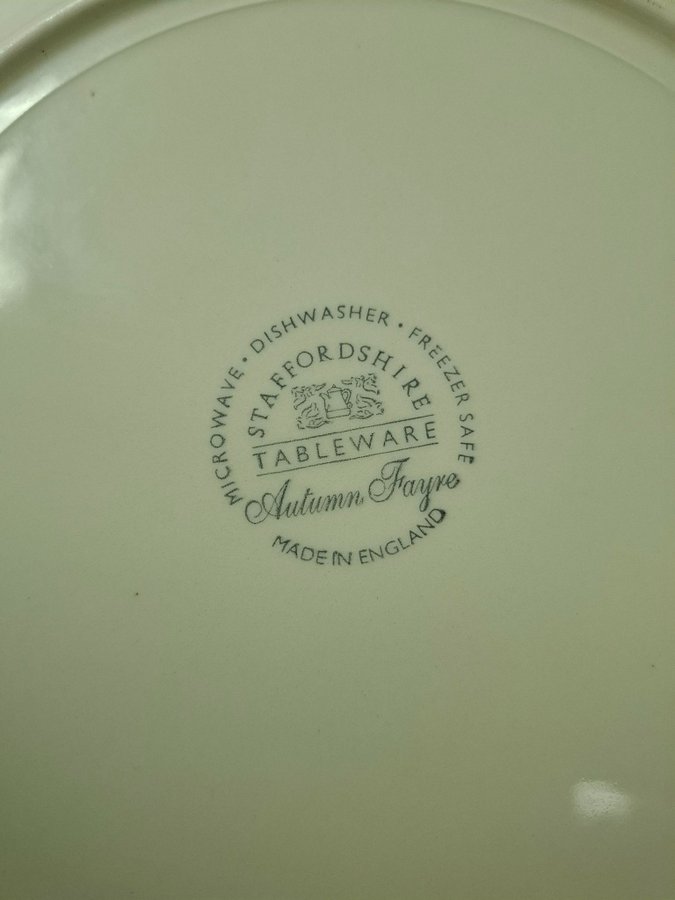 MICROWAVE • DISHWASHER • FREEZER SAFE
STAFFORDSHIRE
TABLEWARE
Autumn Fayre
MADE IN ENGLAND